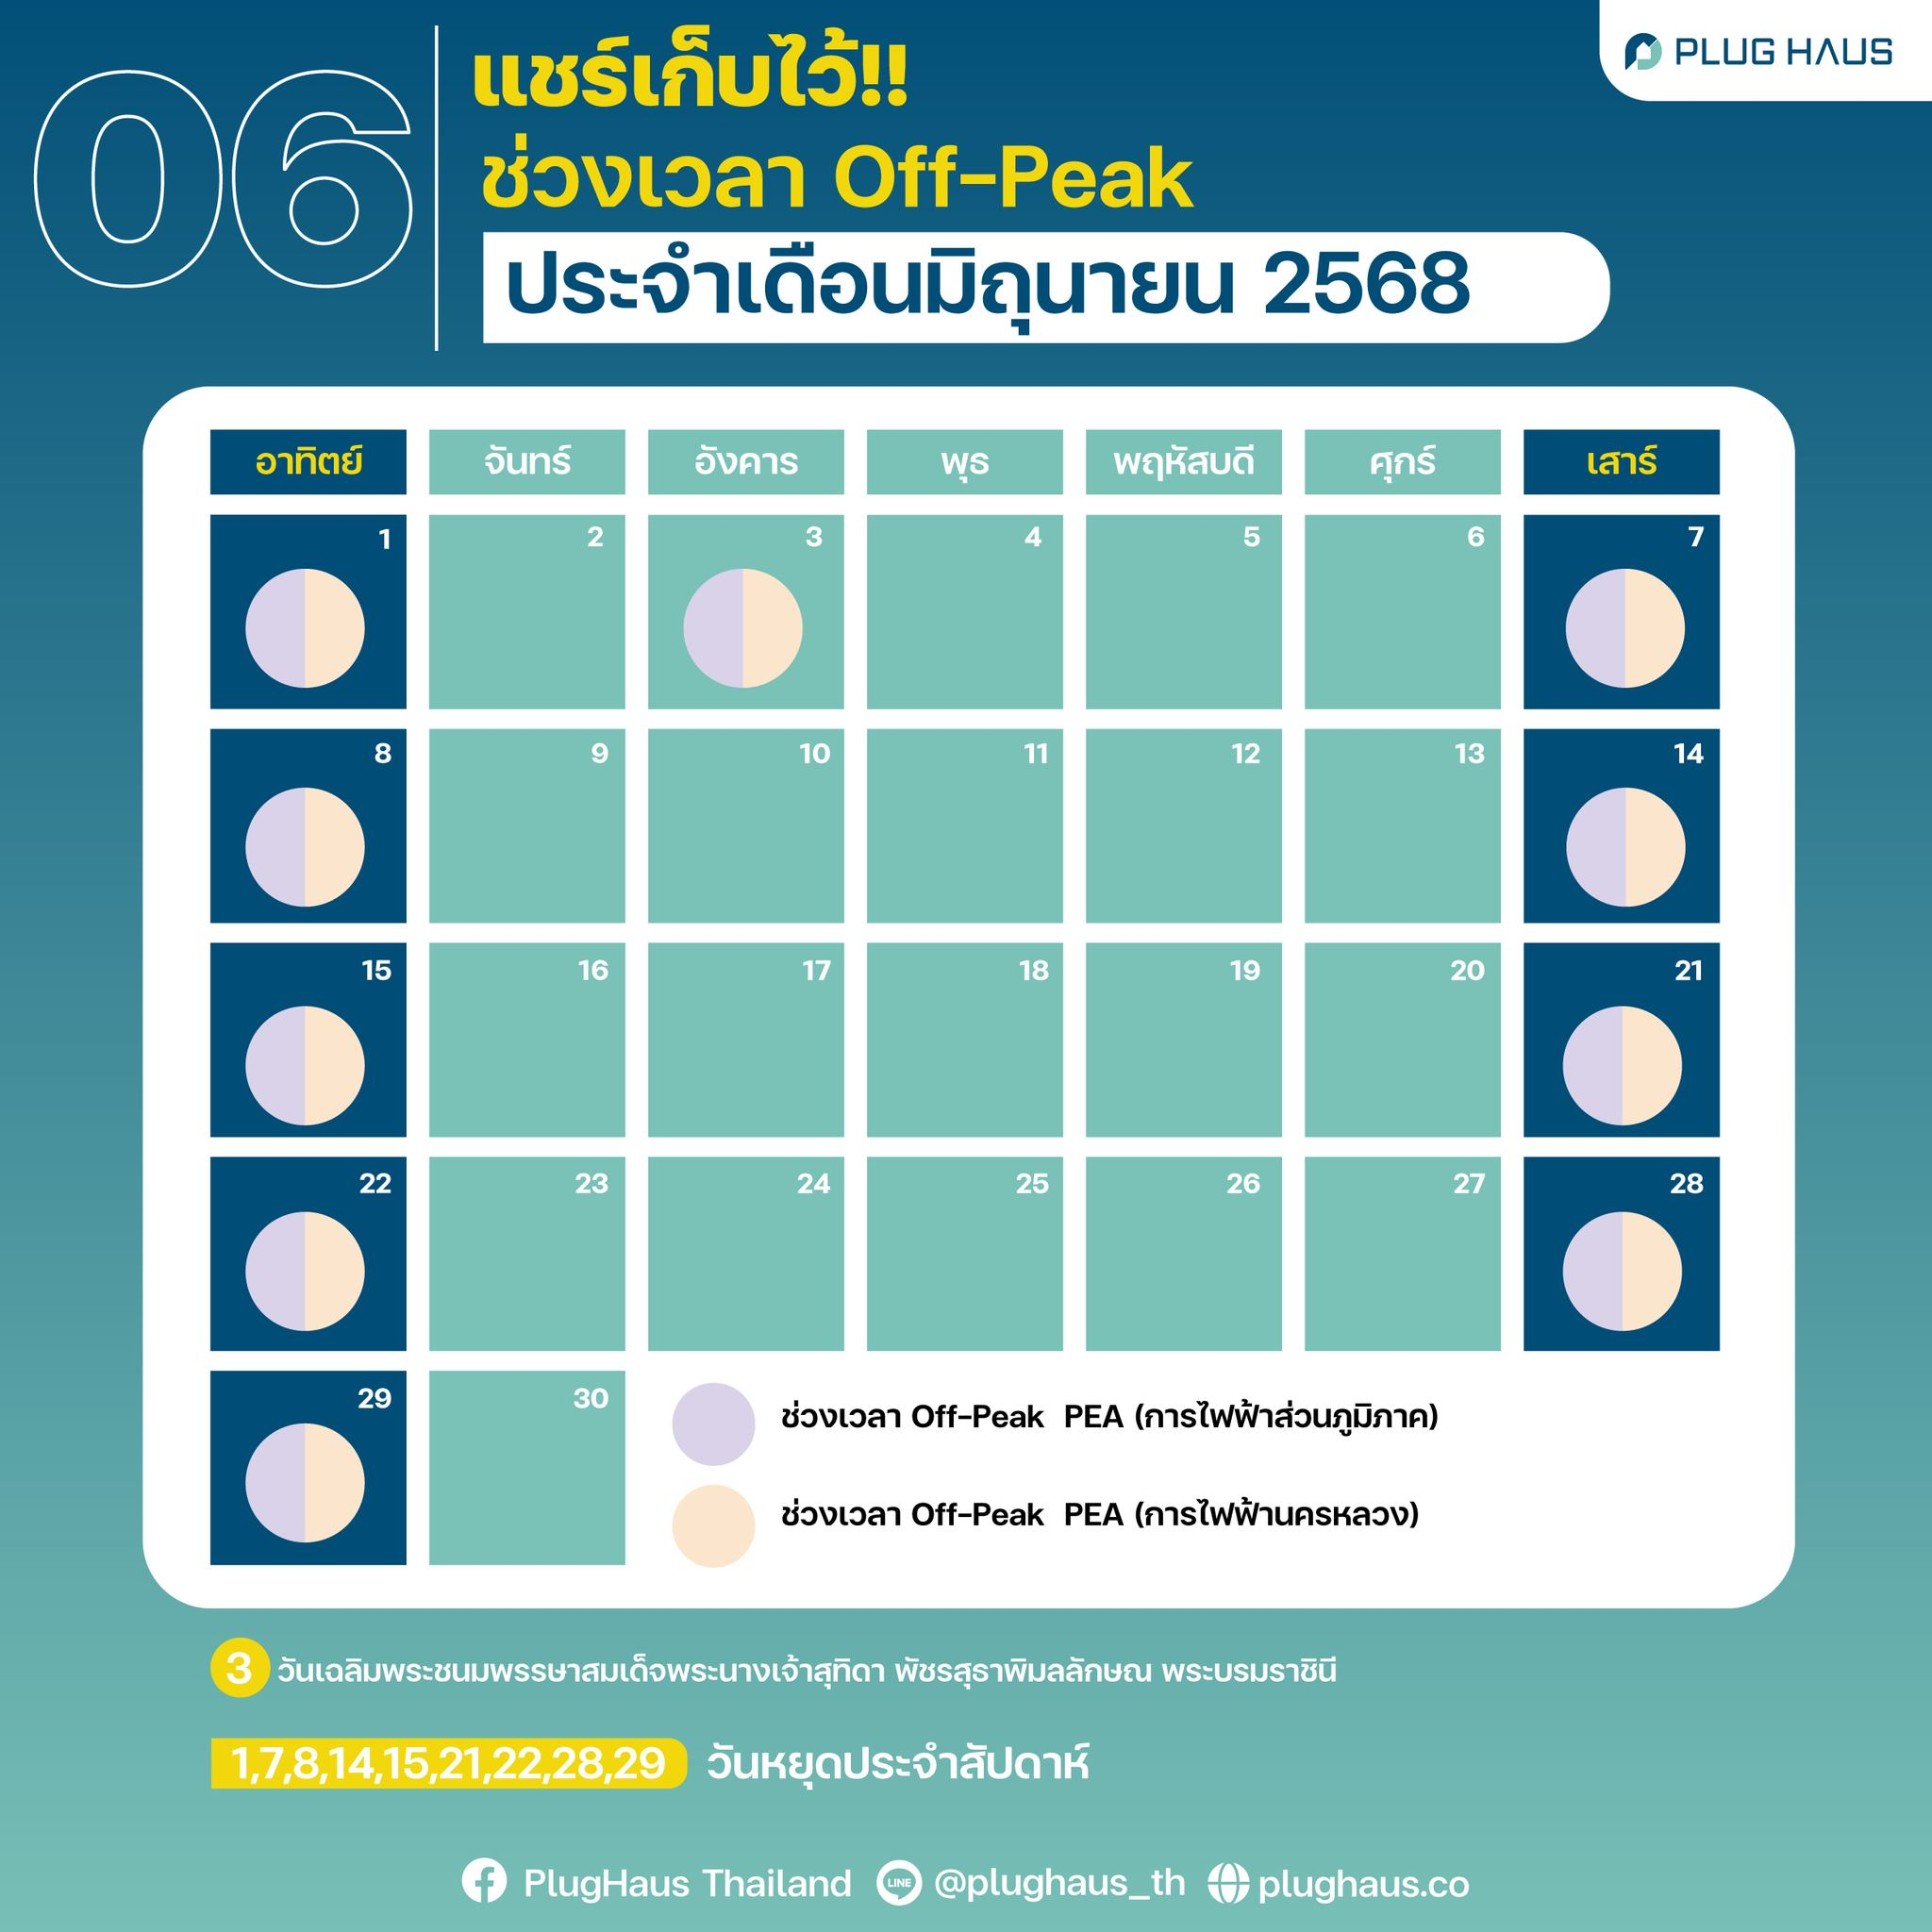 06
แชร์เก็บไว้!!
ช่วงเวลา Off-Peak
ประจำเดือนมิถุนายน 2568
PLUG HAUS
อาทิตย์ จันทร์ อังคาร พุธ พฤหัสบดี ศุกร์ เสาร์
1 2 3 4 5 6 7
8 9 10 11 12 13 14
15 16 17 18 19 20 21
22 23 24 25 26 27 28
29 30
ช่วงเวลา Off-Peak PEA (การไฟฟ้าส่วนภูมิภาค)
ช่วงเวลา Off-Peak PEA (การไฟฟ้านครหลวง)
3 วันเฉลิมพระชนมพรรษาสมเด็จพระนางเจ้าสุทิดา พัชรสุธาพิมลลักษณ พระบรมราชินี
1,7,8,14,15,21,22,28,29 วันหยุดประจำสัปดาห์
PlugHaus Thailand LINE @plughaus_th plughaus.co